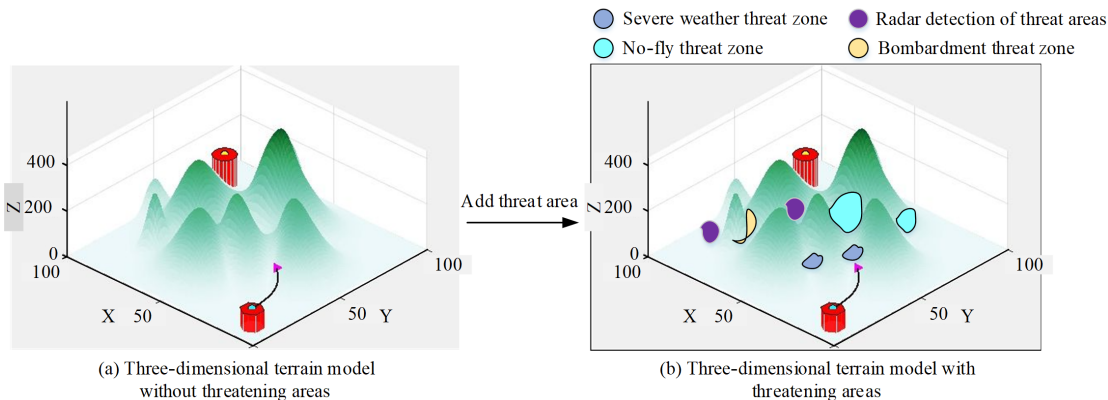 Severe weather threat zone
Radar detection of threat areas
No-fly threat zone
Bombardment threat zone
400
200
0
Z
100
X
50
50
Y
100
Add threat area
400
200
0
Z
100
X
50
50
Y
100
(a) Three-dimensional terrain model
without threatening areas
(b) Three-dimensional terrain model with
threatening areas